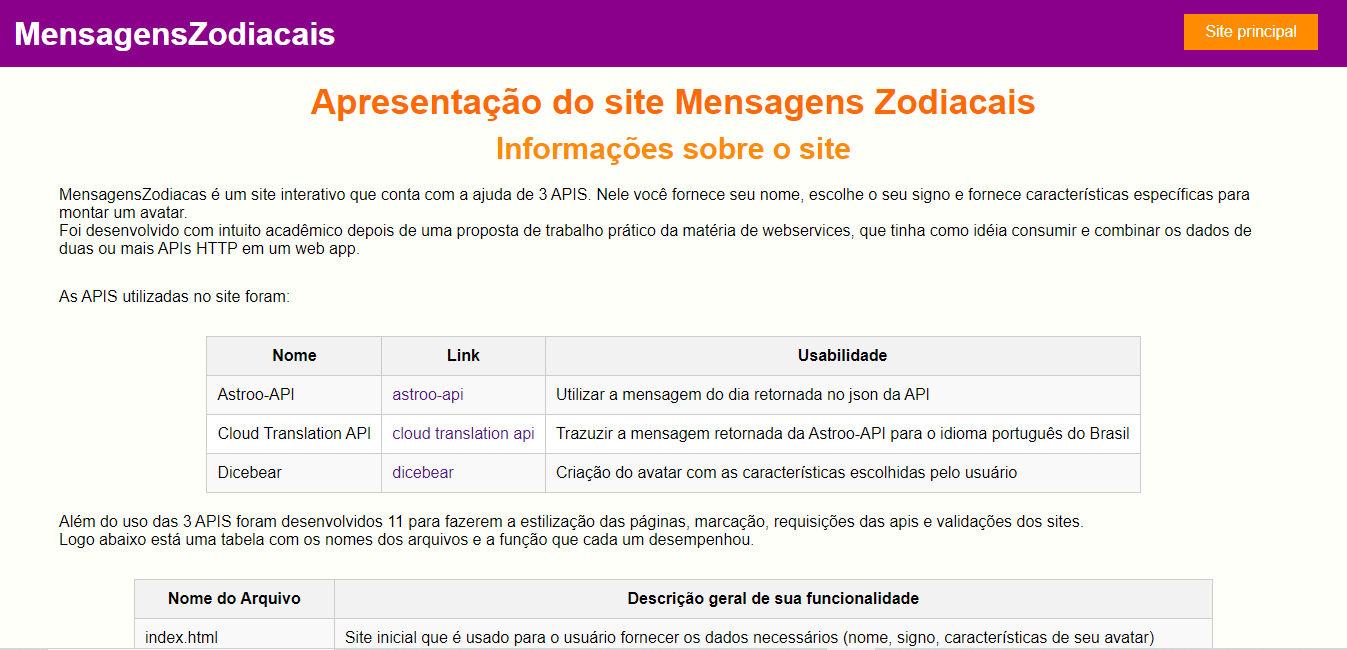 MensagensZodiacais
Site principal
Apresentação do site Mensagens Zodiacais
Informações sobre o site
MensagensZodiacas é um site interativo que conta com a ajuda de 3 APIS. Nele você fornece seu nome, escolhe o seu signo e fornece características específicas para
montar um avatar.
Foi desenvolvido com intuito acadêmico depois de uma proposta de trabalho prático da matéria de webservices, que tinha como idéia consumir e combinar os dados de
duas ou mais APIs HTTP em um web app.
As APIS utilizadas no site foram:
Nome Link Usabilidade
Astroo-API astroo-api Utilizar a mensagem do dia retornada no json da API
Cloud Translation API cloud translation api Trazuzir a mensagem retornada da Astroo-API para o idioma português do Brasil
Dicebear dicebear Criação do avatar com as características escolhidas pelo usuário
Além do uso das 3 APIS foram desenvolvidos 11 para fazerem a estilização das páginas, marcação, requisições das apis e validações dos sites.
Logo abaixo está uma tabela com os nomes dos arquivos e a função que cada um desempenhou.
Nome do Arquivo Descrição geral de sua funcionalidade
index.html Site inicial que é usado para o usuário fornecer os dados necessários (nome, signo, características de seu avatar)